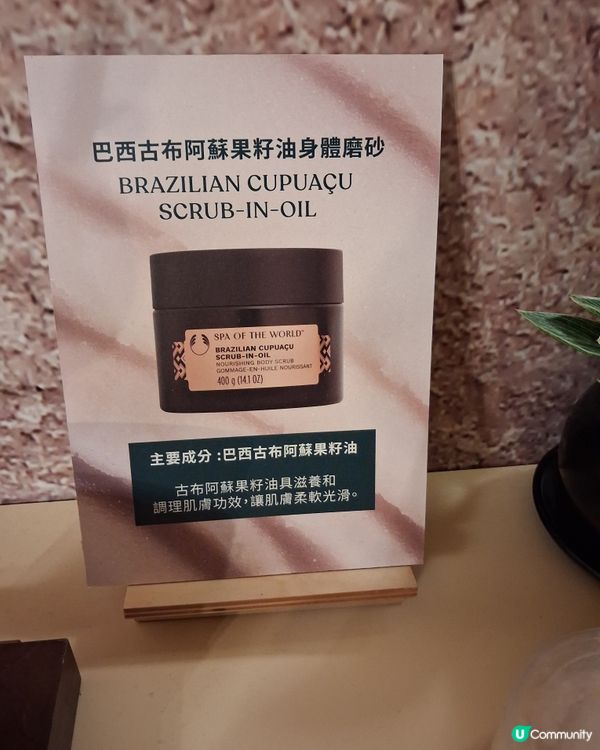 巴西古布阿蘇果籽油身體磨砂
BRAZILIAN CUPUAÇU
SCRUB-IN-OIL
SPA OF THE WORLD™
BRAZILIAN CUPUAÇU
SCRUB-IN-OIL
NOURISHING BODY SCRUB
GOMMAGE-EN-HUILE NOURISSANT
400 g (14.1 OZ)
主要成分 :巴西古布阿蘇果籽油
古布阿蘇果籽油具滋養和
調理肌膚功效,讓肌膚柔軟光滑。
U Community